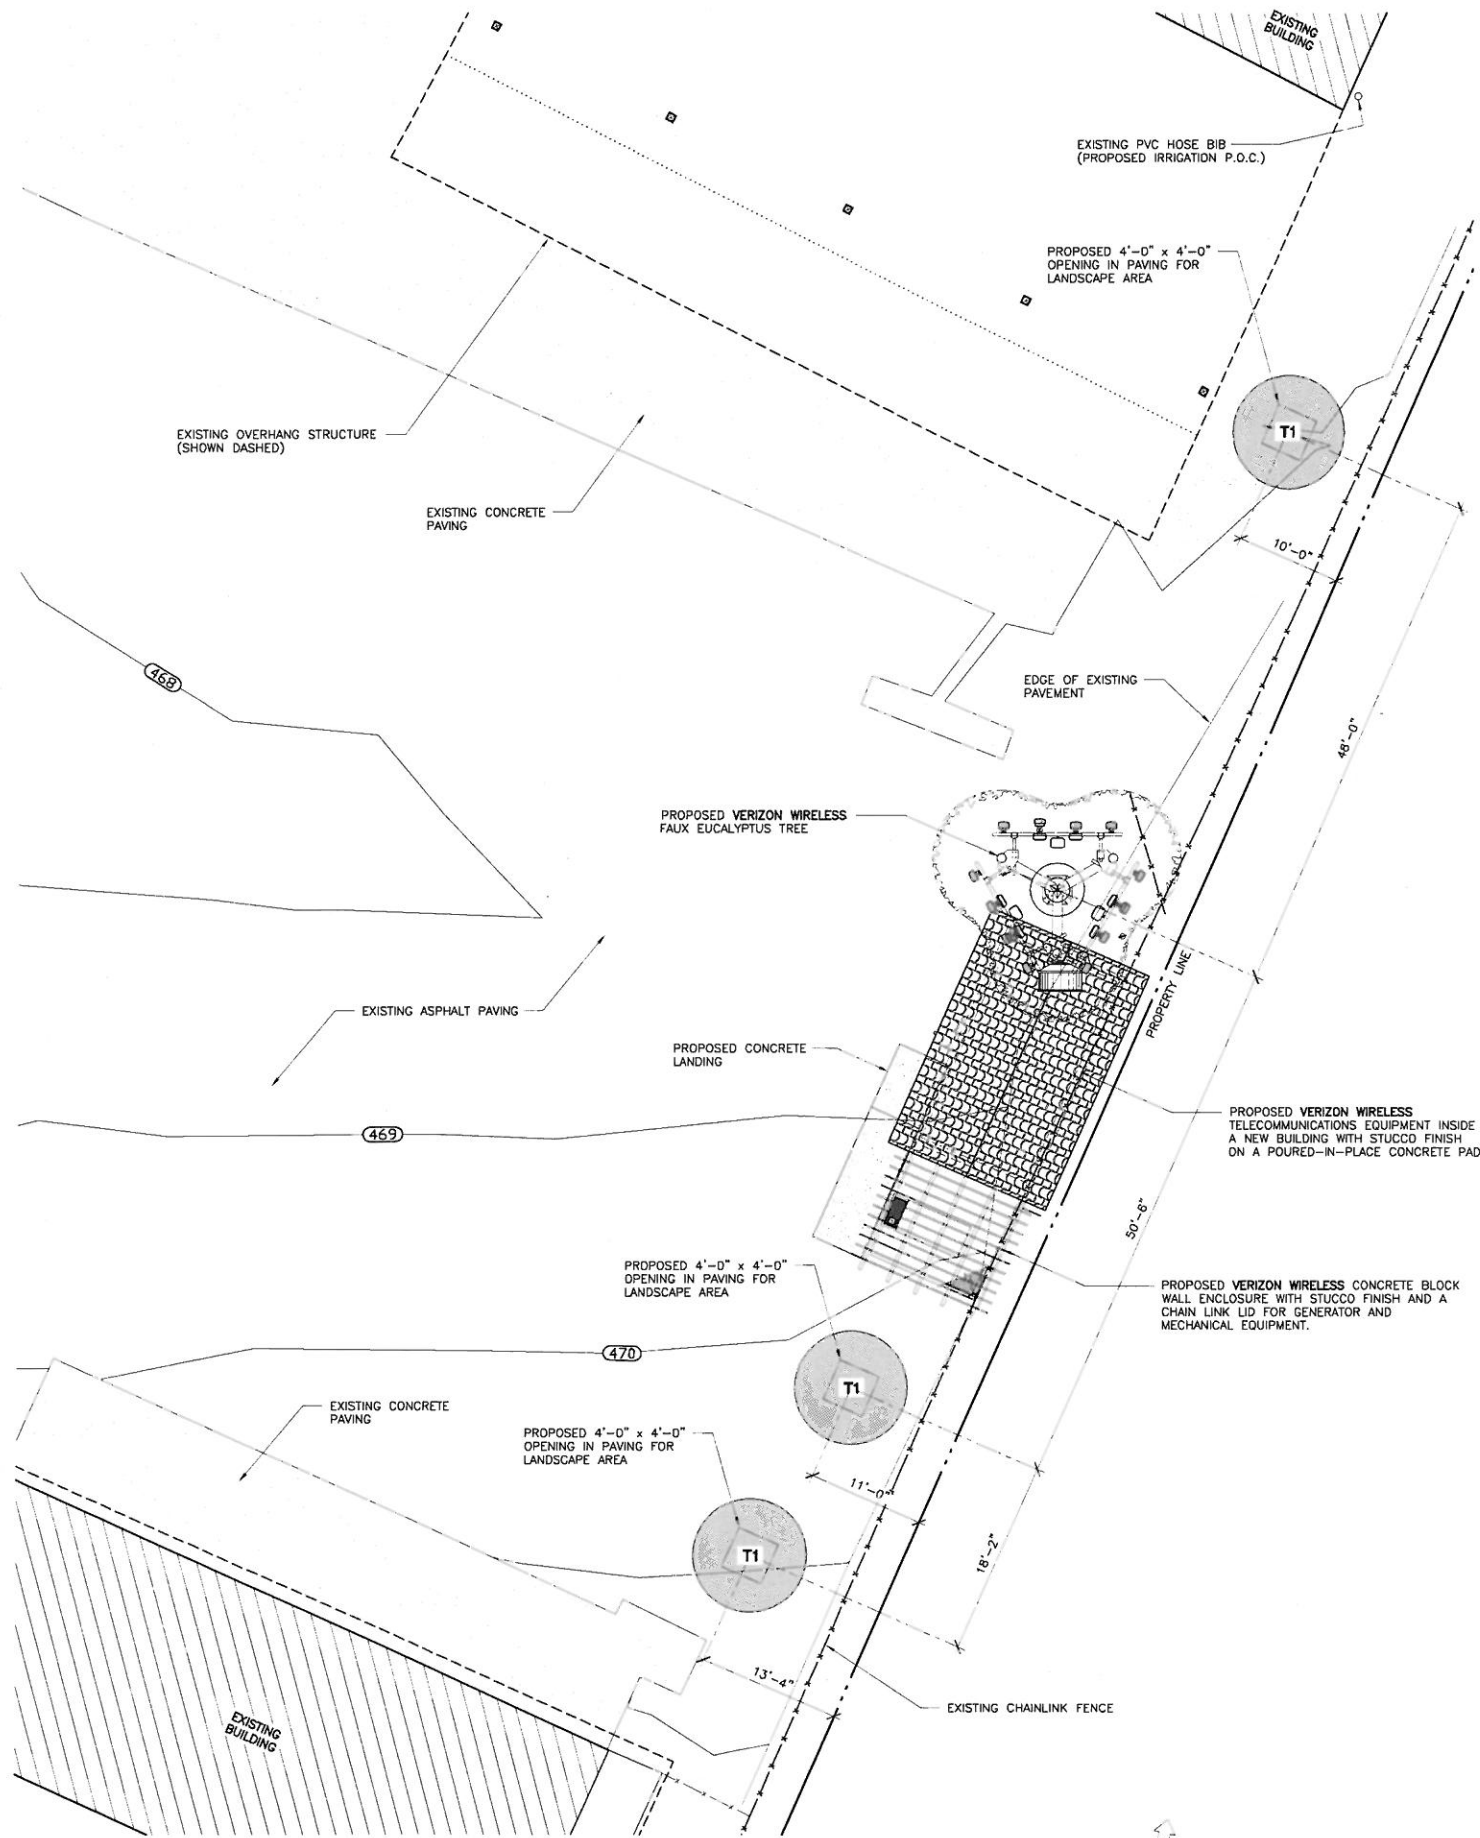 EXISTING
BUILDING
EXISTING PVC HOSE BIB
(PROPOSED IRRIGATION P.O.C.)
PROPOSED 4'-0" x 4'-0"
OPENING IN PAVING FOR
LANDSCAPE AREA
T1
EXISTING OVERHANG STRUCTURE
(SHOWN DASHED)
EXISTING CONCRETE
PAVING
10'-0"
468
EDGE OF EXISTING
PAVEMENT
48'-0"
PROPOSED VERIZON WIRELESS
FAUX EUCALYPTUS TREE
PROPERTY LINE
EXISTING ASPHALT PAVING
PROPOSED CONCRETE
LANDING
PROPOSED VERIZON WIRELESS
TELECOMMUNICATIONS EQUIPMENT INSIDE
A NEW BUILDING WITH STUCCO FINISH
ON A POURED-IN-PLACE CONCRETE PAD
469
50'-6"
PROPOSED 4'-0" x 4'-0"
OPENING IN PAVING FOR
LANDSCAPE AREA
PROPOSED VERIZON WIRELESS CONCRETE BLOCK
WALL ENCLOSURE WITH STUCCO FINISH AND A
CHAIN LINK LID FOR GENERATOR AND
MECHANICAL EQUIPMENT.
470
T1
EXISTING CONCRETE
PAVING
PROPOSED 4'-0" x 4'-0"
OPENING IN PAVING FOR
LANDSCAPE AREA
11'-0"
18'-2"
T1
13'-4"
EXISTING CHAINLINK FENCE
EXISTING
BUILDING